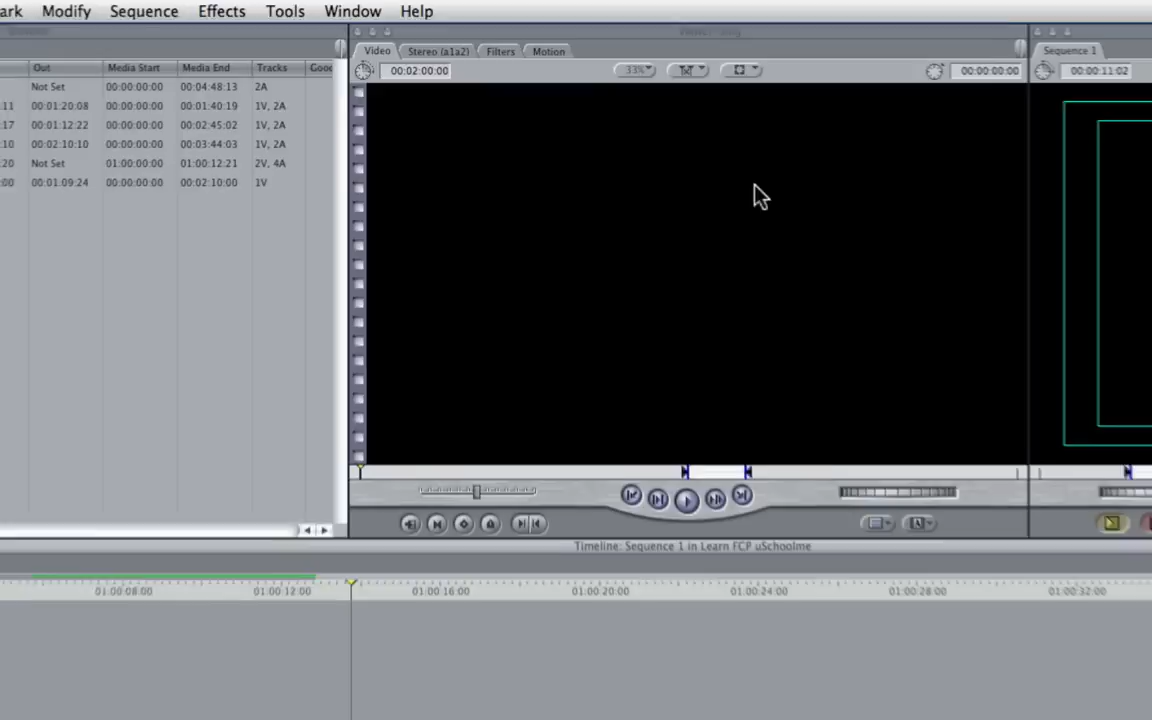 ark Modify Sequence Effects Tools Window Help
Video Stereo (a1a2) Filters Motion Sequence 1
Out Media Start Media End Tracks Good
00:02:00:00 33% 00:00:00:00 00:00:11:02
Not Set 00:00:00:00 00:04:48:13 2A
:11 00:01:20:08 00:00:00:00 00:01:40:19 1V, 2A
:17 00:01:12:22 00:00:00:00 00:02:45:02 1V, 2A
:10 00:02:10:10 00:00:00:00 00:03:44:03 1V, 2A
:20 Not Set 01:00:00:00 01:00:12:21 2V, 4A
:00 00:01:09:24 00:00:00:00 00:02:10:00 1V
Timeline: Sequence 1 in Learn FCP uSchoolme
01:00:08:00 01:00:12:00 01:00:16:00 01:00:20:00 01:00:24:00 01:00:28:00 01:00:32:00